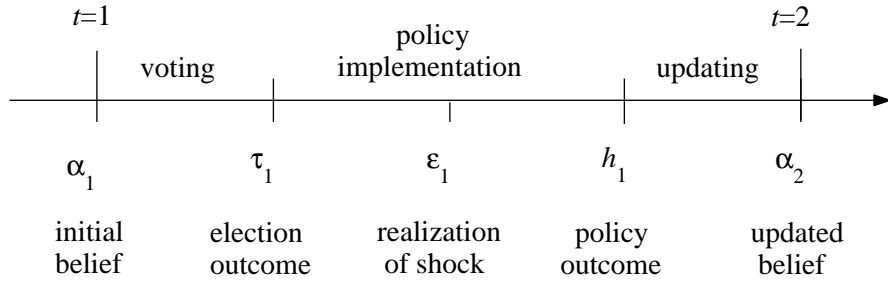 t=1
t=2
policy
voting
implementation
updating
α₁
τ₁
ε₁
h₁
α₂
initial
election
realization
policy
updated
belief
outcome
of shock
outcome
belief